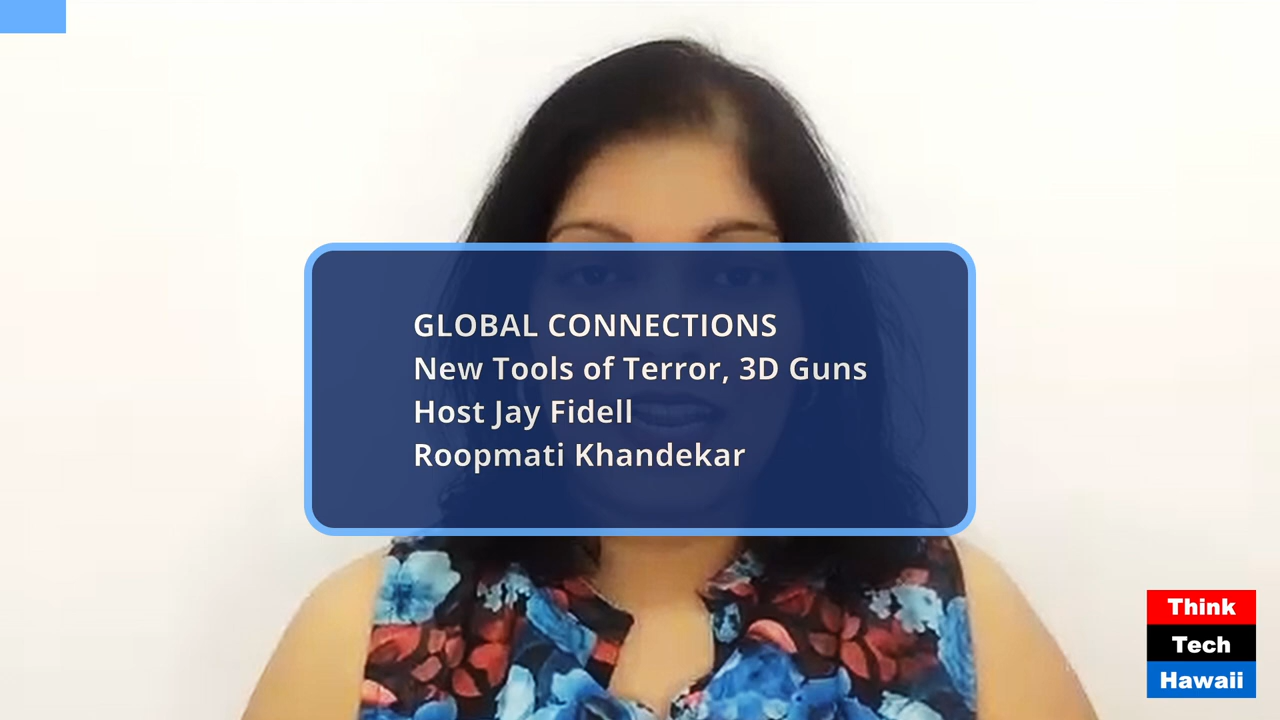 GLOBAL CONNECTIONS
New Tools of Terror, 3D Guns
Host Jay Fidell
Roopmati Khandekar
Think
Tech
Hawaii